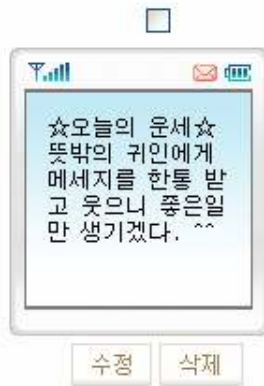 ☆오늘의 운세☆
뜻밖의 귀인에게
메세지를 한통 받
고 웃으니 좋은일
만 생기겠다. ^^
수정 삭제